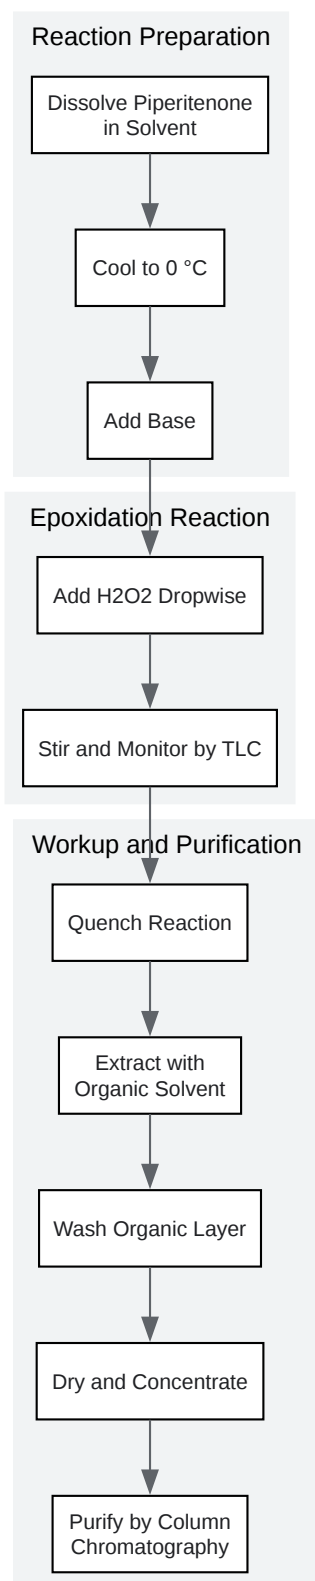 Reaction Preparation
Dissolve Piperitenone
in Solvent
Cool to 0 °C
Add Base
Epoxidation Reaction
Add H2O2 Dropwise
Stir and Monitor by TLC
Workup and Purification
Quench Reaction
Extract with
Organic Solvent
Wash Organic Layer
Dry and Concentrate
Purify by Column
Chromatography